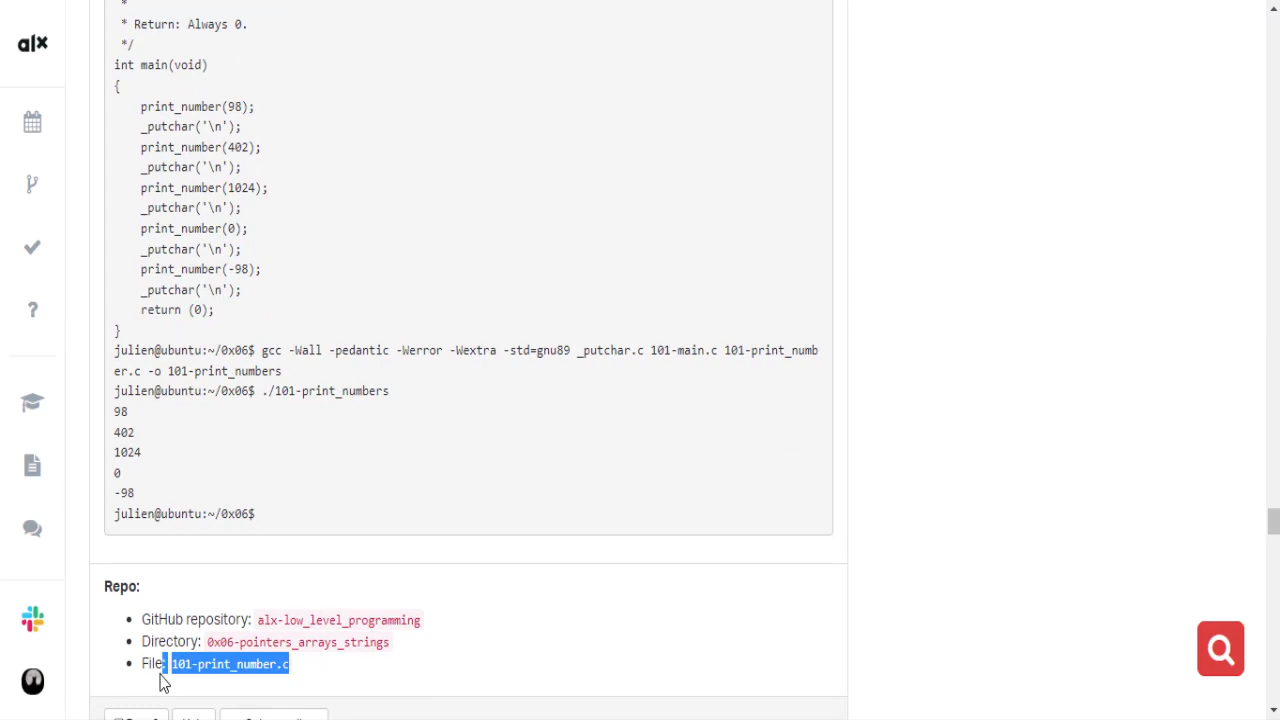 alx
*
* Return: Always 0.
*/
int main(void)
{
print_number(98);
_putchar('\n');
print_number(402);
_putchar('\n');
print_number(1024);
_putchar('\n');
print_number(0);
_putchar('\n');
print_number(-98);
_putchar('\n');
return (0);
}
julien@ubuntu:~/0x06$ gcc -Wall -pedantic -Werror -Wextra -std=gnu89 _putchar.c 101-main.c 101-print_numb
er.c -o 101-print_numbers
julien@ubuntu:~/0x06$ ./101-print_numbers
98
402
1024
0
-98
julien@ubuntu:~/0x06$
Repo:
• GitHub repository: alx-low_level_programming
• Directory: 0x06-pointers_arrays_strings
• File: 101-print_number.c